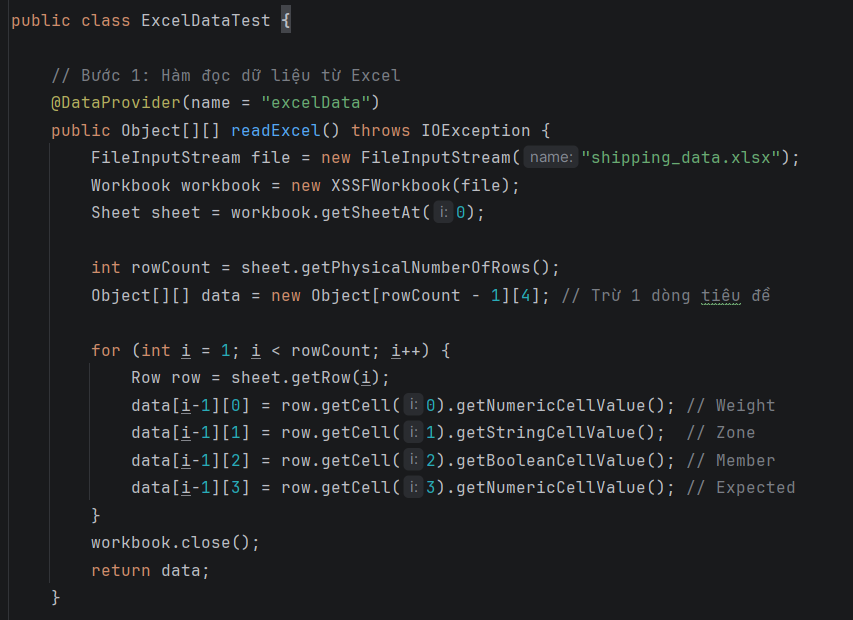 public class ExcelDataTest {
// Bước 1: Hàm đọc dữ liệu từ Excel
@DataProvider(name = "excelData")
public Object[][] readExcel() throws IOException {
FileInputStream file = new FileInputStream( name: "shipping_data.xlsx");
Workbook workbook = new XSSFWorkbook(file);
Sheet sheet = workbook.getSheetAt( i: 0);
int rowCount = sheet.getPhysicalNumberOfRows();
Object[][] data = new Object[rowCount - 1][4]; // Trừ 1 dòng tiêu đề
for (int i = 1; i < rowCount; i++) {
Row row = sheet.getRow(i);
data[i-1][0] = row.getCell( i: 0).getNumericCellValue(); // Weight
data[i-1][1] = row.getCell( i: 1).getStringCellValue();  // Zone
data[i-1][2] = row.getCell( i: 2).getBooleanCellValue(); // Member
data[i-1][3] = row.getCell( i: 3).getNumericCellValue(); // Expected
}
workbook.close();
return data;
}